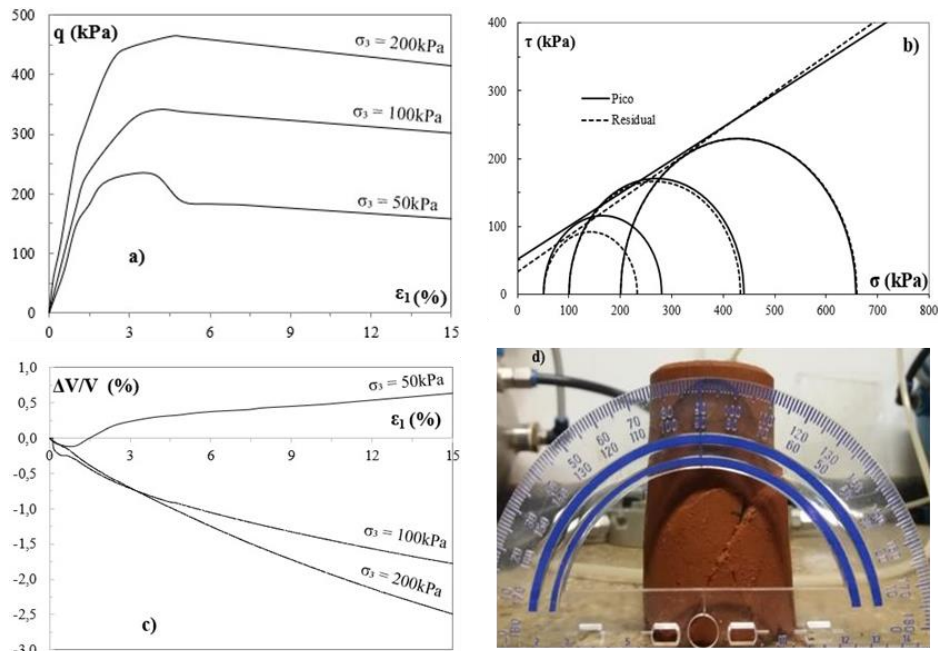 500
q (kPa)
400
300
200
100
0
σ₃ = 200kPa
σ₃ = 100kPa
σ₃ = 50kPa
a)
ε₁ (%)
0 3 6 9 12 15
400
τ (kPa)
b)
Pico
Residual
300
200
100
0
σ (kPa)
0 100 200 300 400 500 600 700 800
1,0
ΔV/V (%)
0,5
0,0
-0,5
-1,0
-1,5
-2,0
-2,5
-3,0
σ₃ = 50kPa
ε₁ (%)
0 3 6 9 12 15
σ₃ = 100kPa
σ₃ = 200kPa
c)
d)